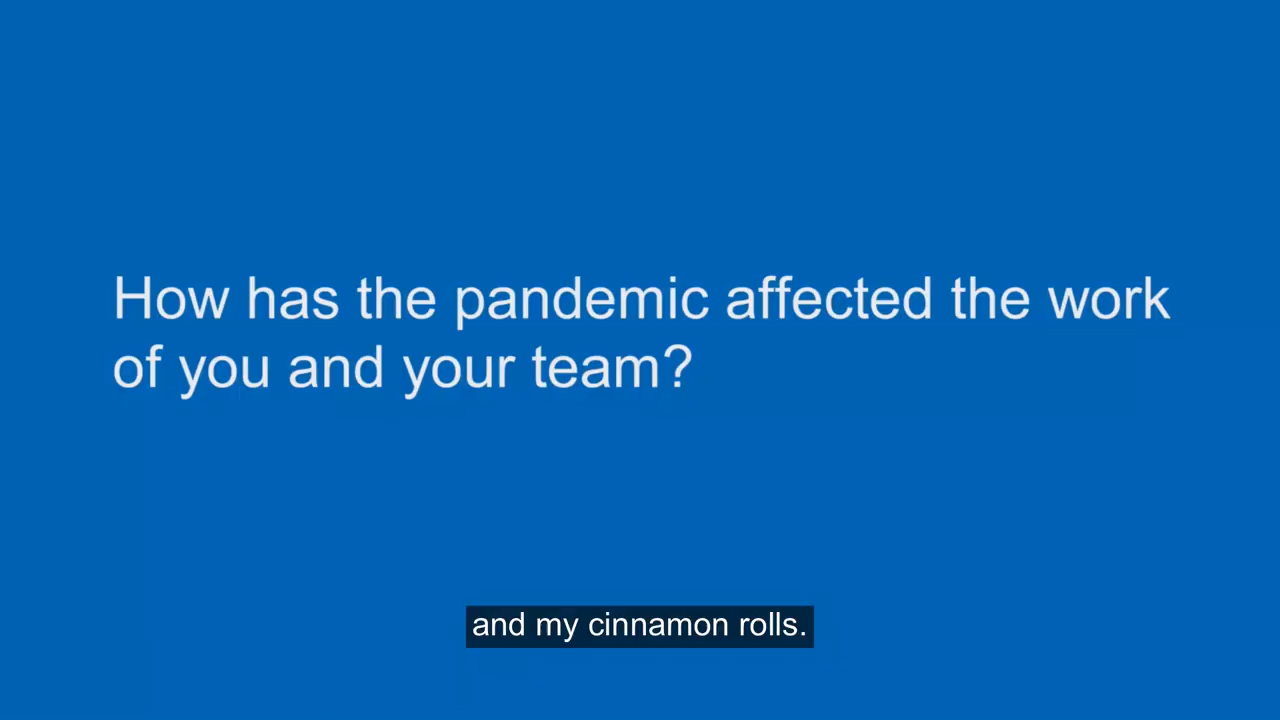 How has the pandemic affected the work
of you and your team?
and my cinnamon rolls.